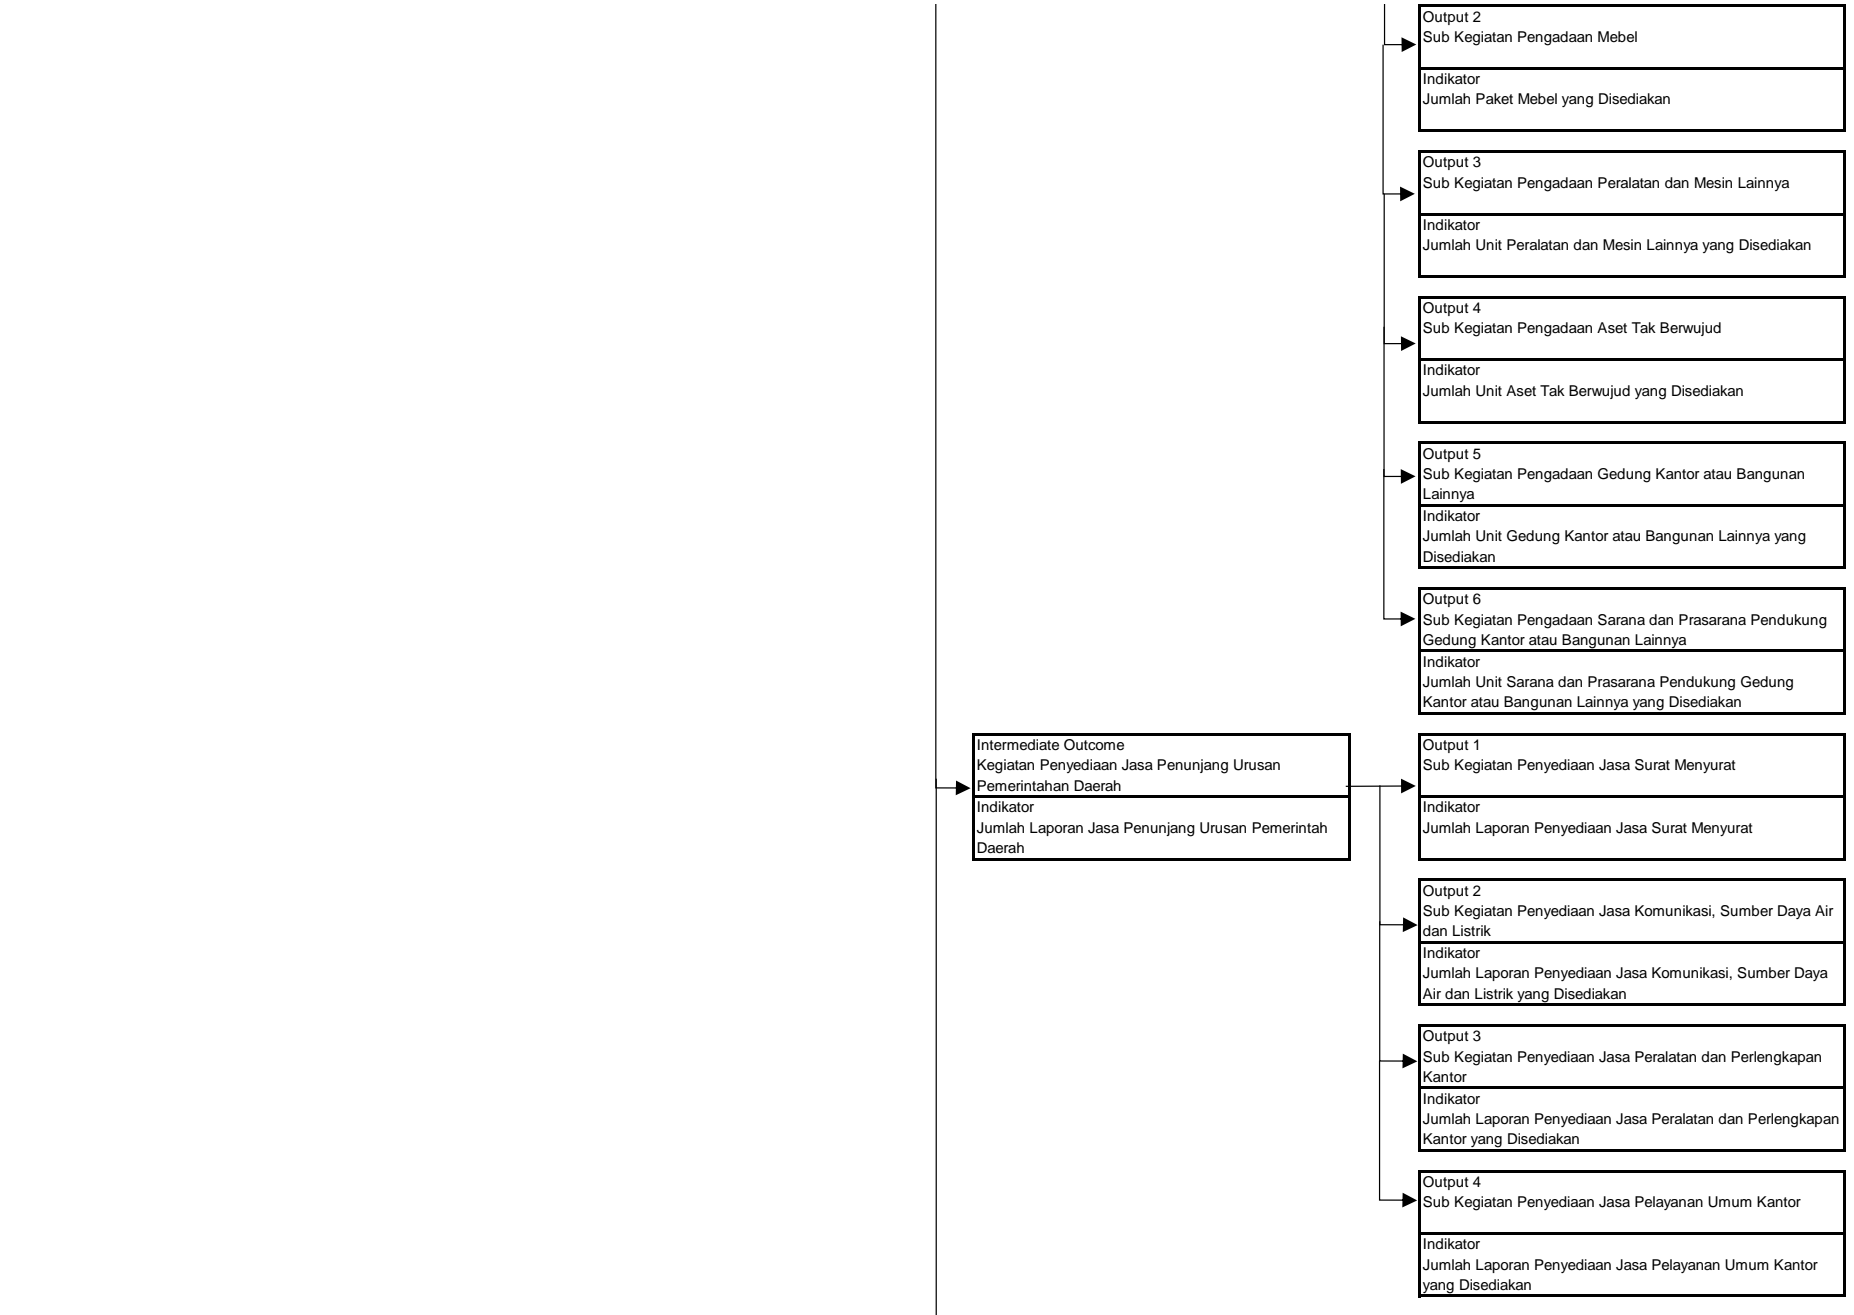 Output 2
Sub Kegiatan Pengadaan Mebel
Indikator
Jumlah Paket Mebel yang Disediakan
Output 3
Sub Kegiatan Pengadaan Peralatan dan Mesin Lainnya
Indikator
Jumlah Unit Peralatan dan Mesin Lainnya yang Disediakan
Output 4
Sub Kegiatan Pengadaan Aset Tak Berwujud
Indikator
Jumlah Unit Aset Tak Berwujud yang Disediakan
Output 5
Sub Kegiatan Pengadaan Gedung Kantor atau Bangunan
Lainnya
Indikator
Jumlah Unit Gedung Kantor atau Bangunan Lainnya yang
Disediakan
Output 6
Sub Kegiatan Pengadaan Sarana dan Prasarana Pendukung
Gedung Kantor atau Bangunan Lainnya
Indikator
Jumlah Unit Sarana dan Prasarana Pendukung Gedung
Kantor atau Bangunan Lainnya yang Disediakan
Intermediate Outcome
Kegiatan Penyediaan Jasa Penunjang Urusan
Pemerintahan Daerah
Indikator
Jumlah Laporan Jasa Penunjang Urusan Pemerintah
Daerah
Output 1
Sub Kegiatan Penyediaan Jasa Surat Menyurat
Indikator
Jumlah Laporan Penyediaan Jasa Surat Menyurat
Output 2
Sub Kegiatan Penyediaan Jasa Komunikasi, Sumber Daya Air
dan Listrik
Indikator
Jumlah Laporan Penyediaan Jasa Komunikasi, Sumber Daya
Air dan Listrik yang Disediakan
Output 3
Sub Kegiatan Penyediaan Jasa Peralatan dan Perlengkapan
Kantor
Indikator
Jumlah Laporan Penyediaan Jasa Peralatan dan Perlengkapan
Kantor yang Disediakan
Output 4
Sub Kegiatan Penyediaan Jasa Pelayanan Umum Kantor
Indikator
Jumlah Laporan Penyediaan Jasa Pelayanan Umum Kantor
yang Disediakan